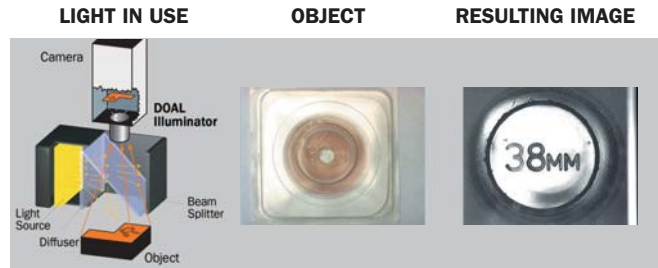 LIGHT IN USE
OBJECT
RESULTING IMAGE
Camera
DOAL
Illuminator
Light
Source
Diffuser
Beam
Splitter
Object
38MM